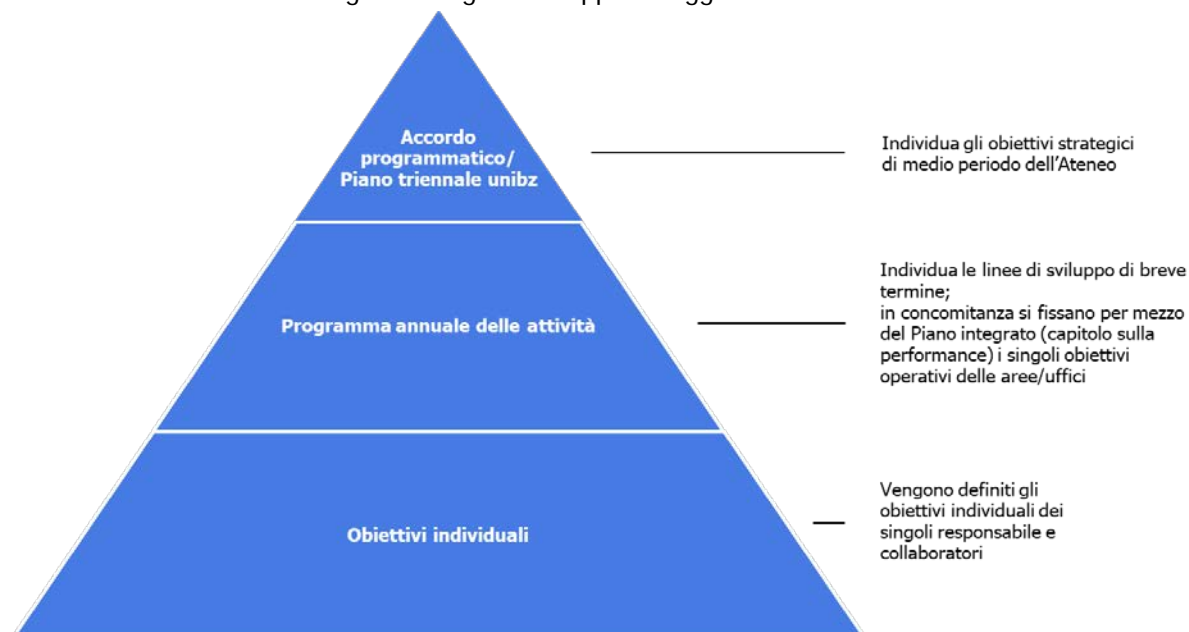 Accordo
programmatico/
Piano triennale unibz
Individua gli obiettivi strategici
di medio periodo dell'Ateneo
Programma annuale delle attività
Individua le linee di sviluppo di breve
termine;
in concomitanza si fissano per mezzo
del Piano integrato (capitolo sulla
performance) i singoli obiettivi
operativi delle aree/uffici
Obiettivi individuali
Vengono definiti gli
obiettivi individuali dei
singoli responsabile e
collaboratori